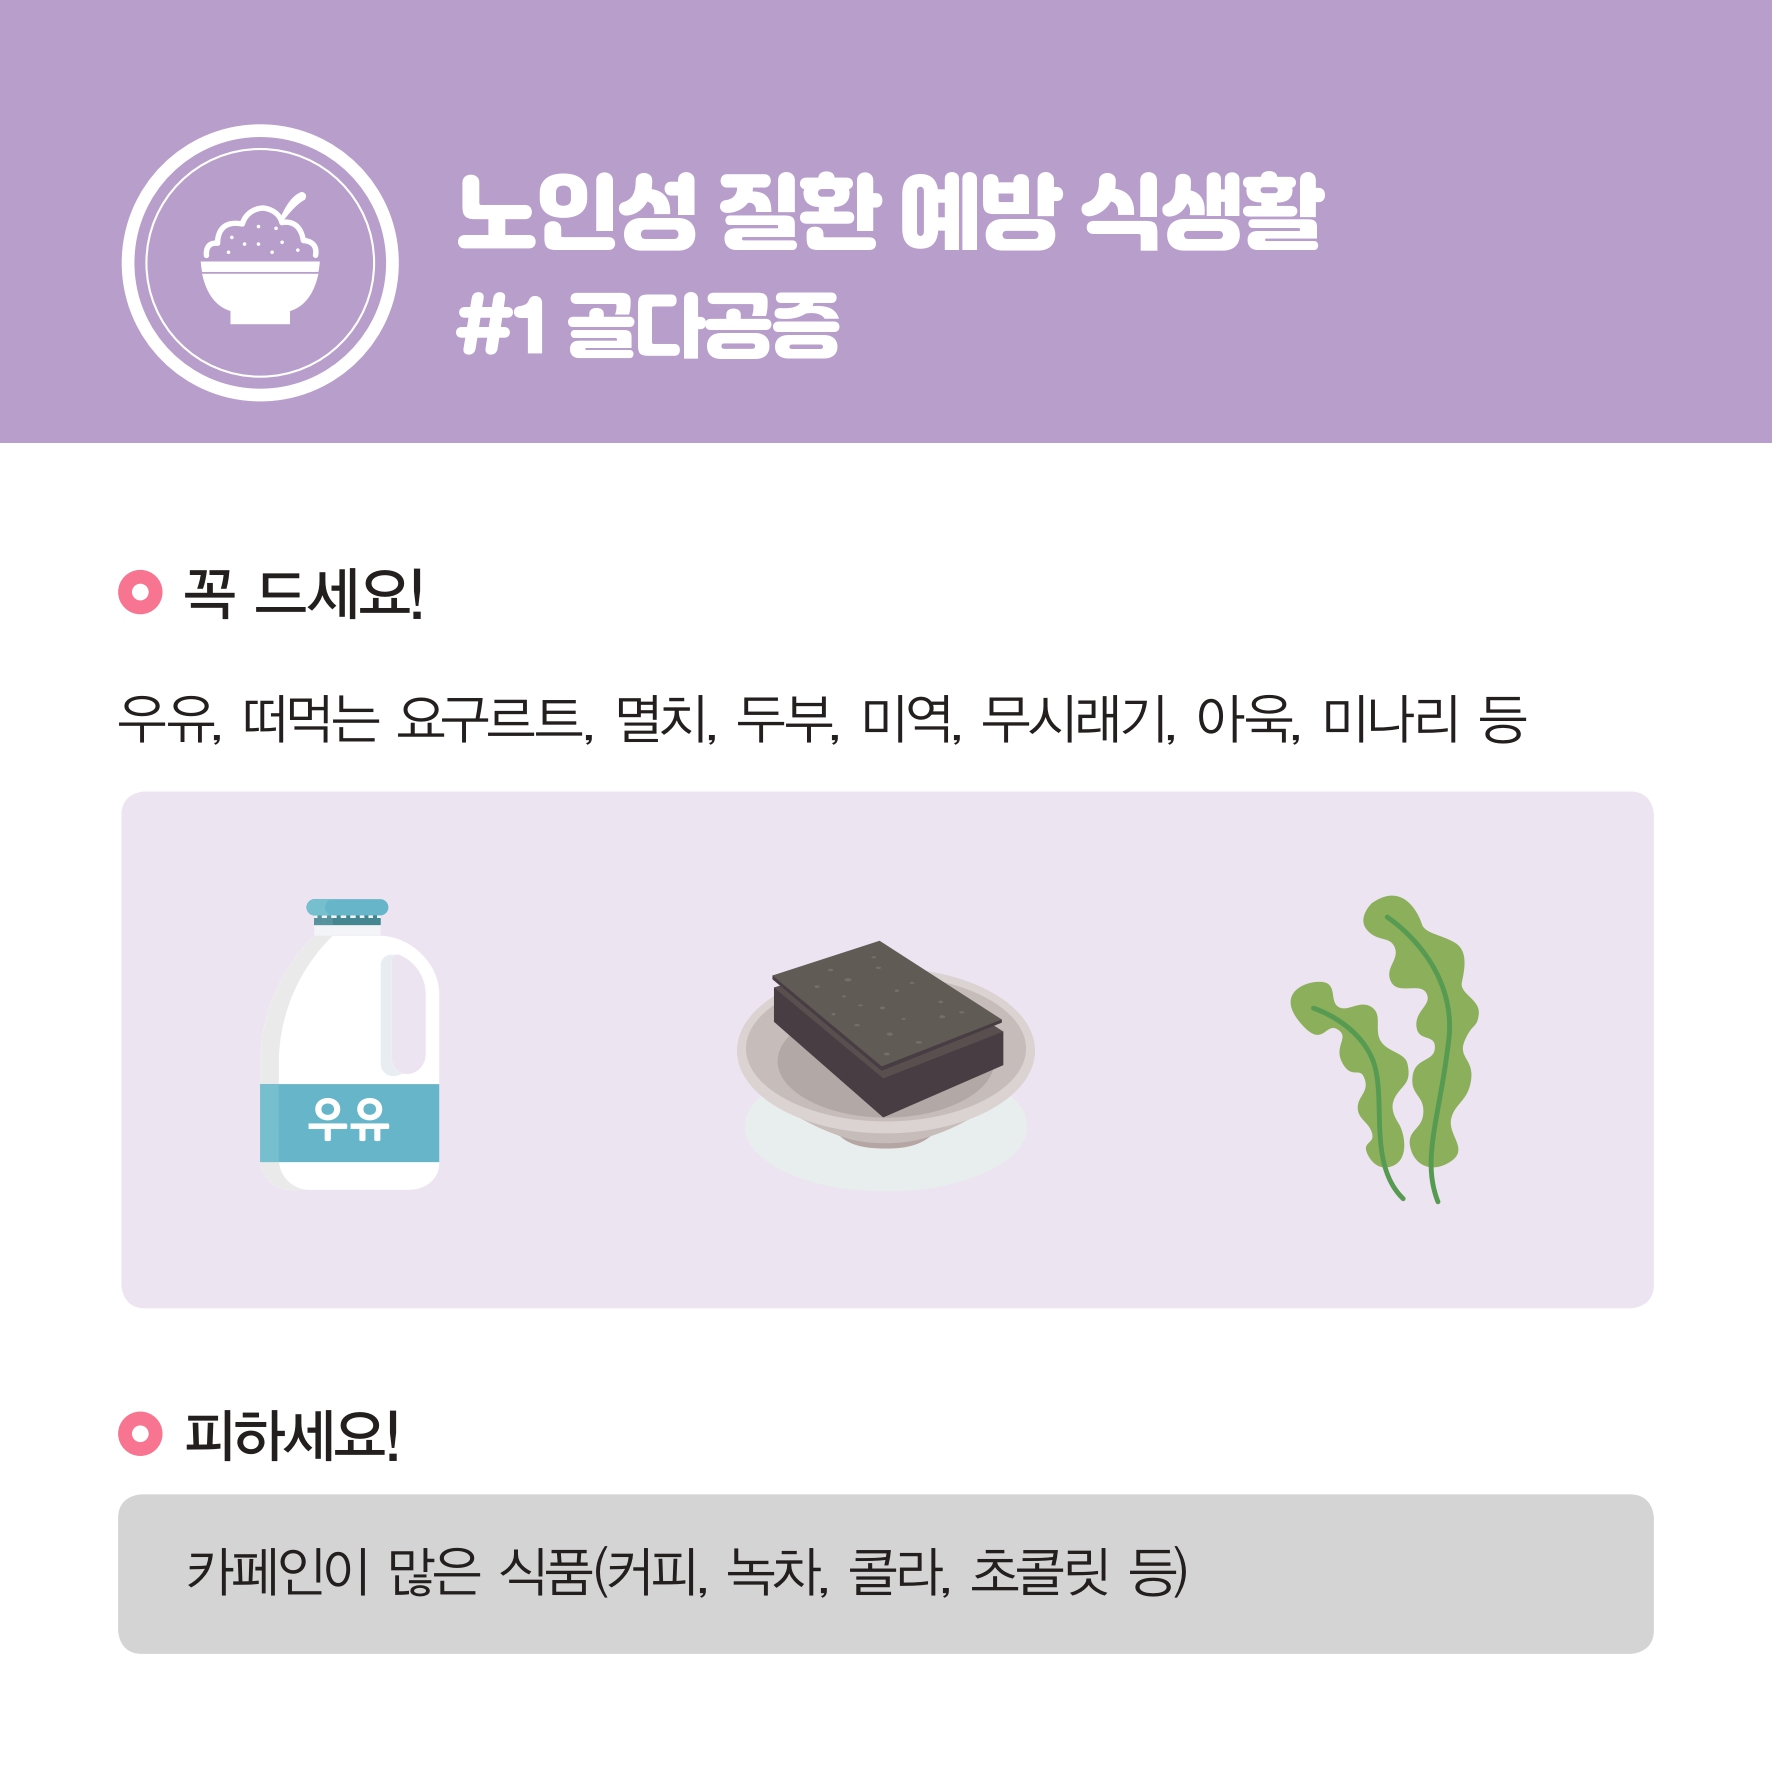 노인성 질환 예방 식생활
#1 골다공증
꼭 드세요!
우유, 떠먹는 요구르트, 멸치, 두부, 미역, 무시래기, 아욱, 미나리 등
우유
피하세요!
카페인이 많은 식품(커피, 녹차, 콜라, 초콜릿 등)